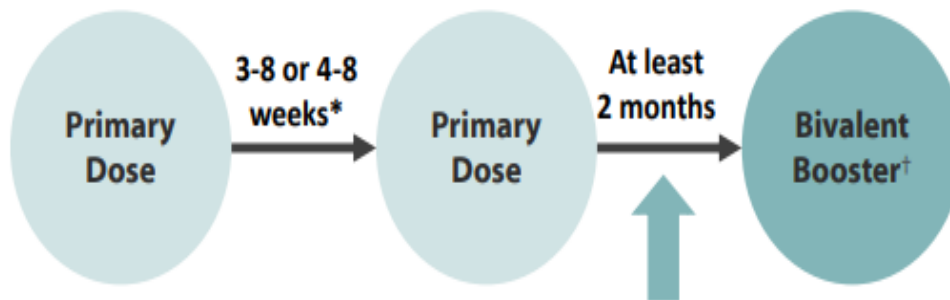 Primary
Dose
3-8 or 4-8
weeks*
Primary
Dose
At least
2 months
Bivalent
Booster†